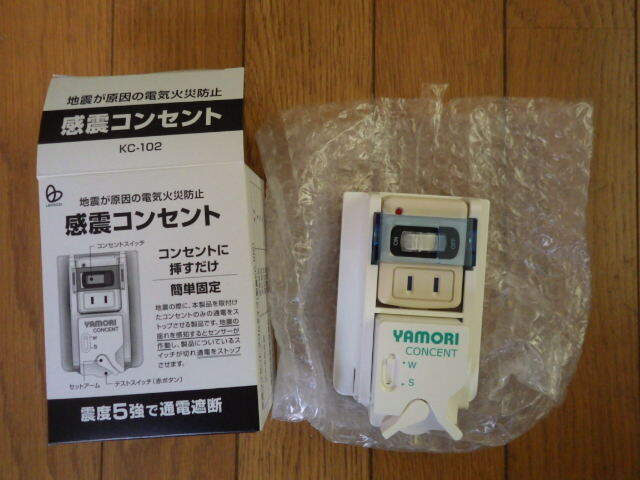 地震が原因の電気火災防止
感震コンセント
KC-102
地震が原因の電気火災防止
感震コンセント
コンセントスイッチ
コンセントに
挿すだけ
簡単固定
地震の際に、本製品を取付け
たコンセントのみの通電をス
トップさせる製品です。地震の
揺れを感知するとセンサーが
作動し、製品についているス
イッチが切れ通電をストップ
させます。
YAMORI
CONCENT
W
S
セットアーム
テストスイッチ(赤ボタン)
震度5強で通電遮断
ON
OFF
YAMORI
CONCENT
W
S